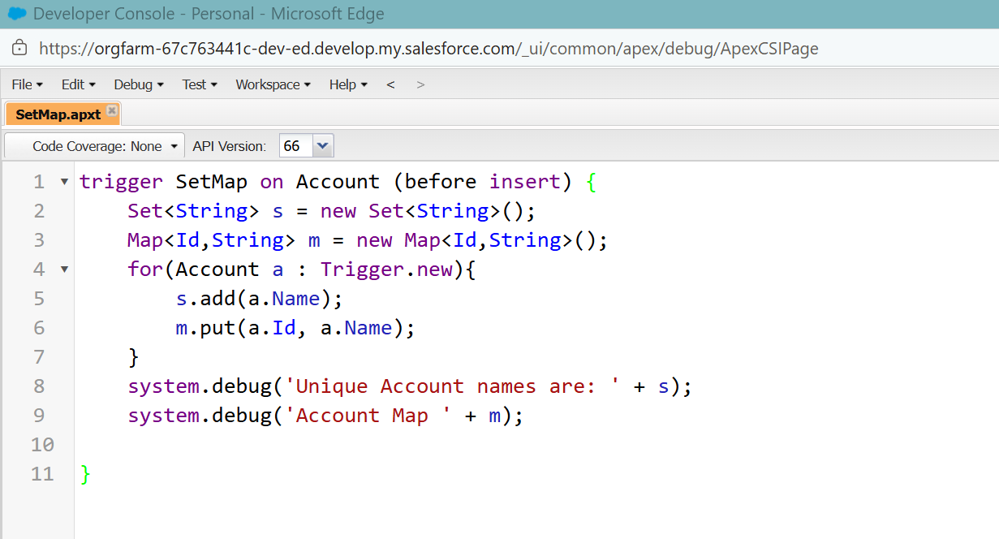 Developer Console - Personal - Microsoft Edge
https://orgfarm-67c763441c-dev-ed.develop.my.salesforce.com/_ui/common/apex/debug/ApexCSIPage
File Edit Debug Test Workspace Help < >
SetMap.apxt
Code Coverage: None API Version: 66
1 trigger SetMap on Account (before insert) {
2 Set<String> s = new Set<String>();
3 Map<Id,String> m = new Map<Id,String>();
4 for(Account a : Trigger.new){
5 s.add(a.Name);
6 m.put(a.Id, a.Name);
7 }
8 system.debug('Unique Account names are: ' + s);
9 system.debug('Account Map ' + m);
10
11 }